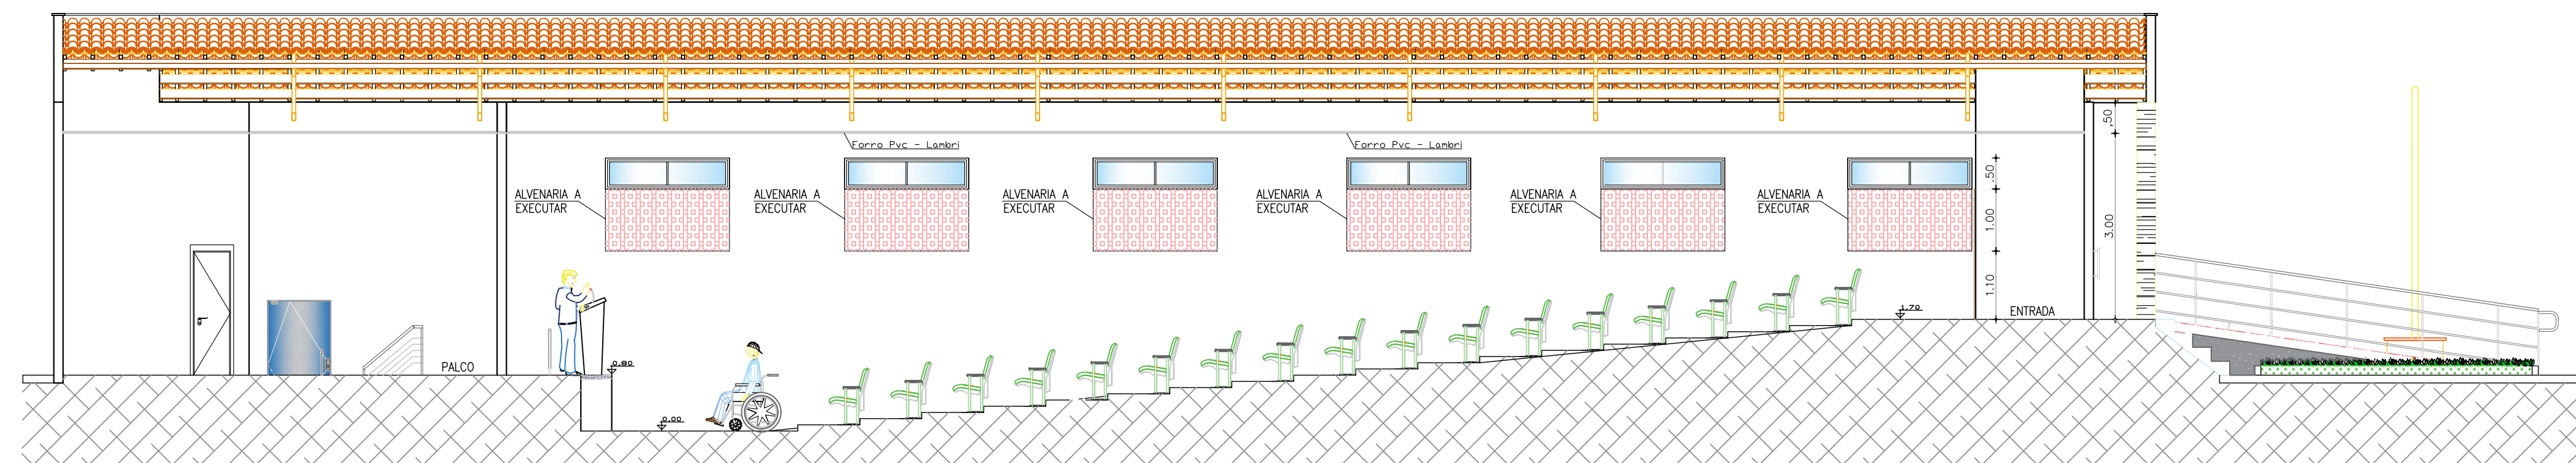 ,50
Forro Pvc - Lambri
Forro Pvc - Lambri
ALVENARIA A
EXECUTAR
ALVENARIA A
EXECUTAR
ALVENARIA A
EXECUTAR
ALVENARIA A
EXECUTAR
ALVENARIA A
EXECUTAR
ALVENARIA A
EXECUTAR
.50
1.00
3.00
1.10
1.70
ENTRADA
PALCO
0.80
0.00